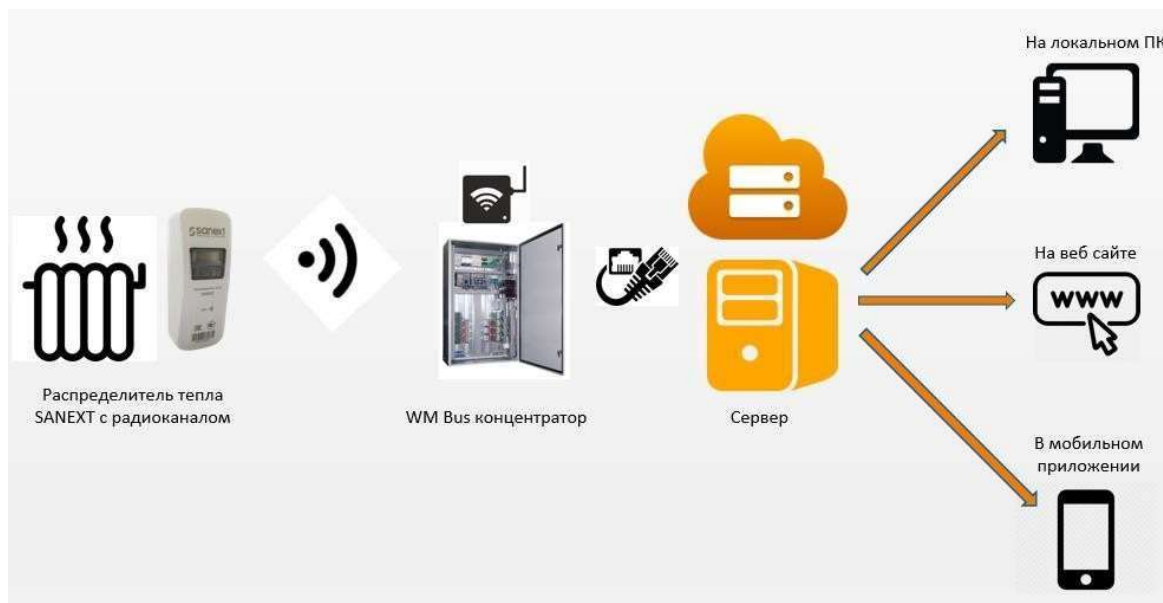 На локальном ПК
sanext
На веб сайте
www
Распределитель тепла
SANEXT с радиоканалом
WM Bus концентратор
Сервер
В мобильном
приложении